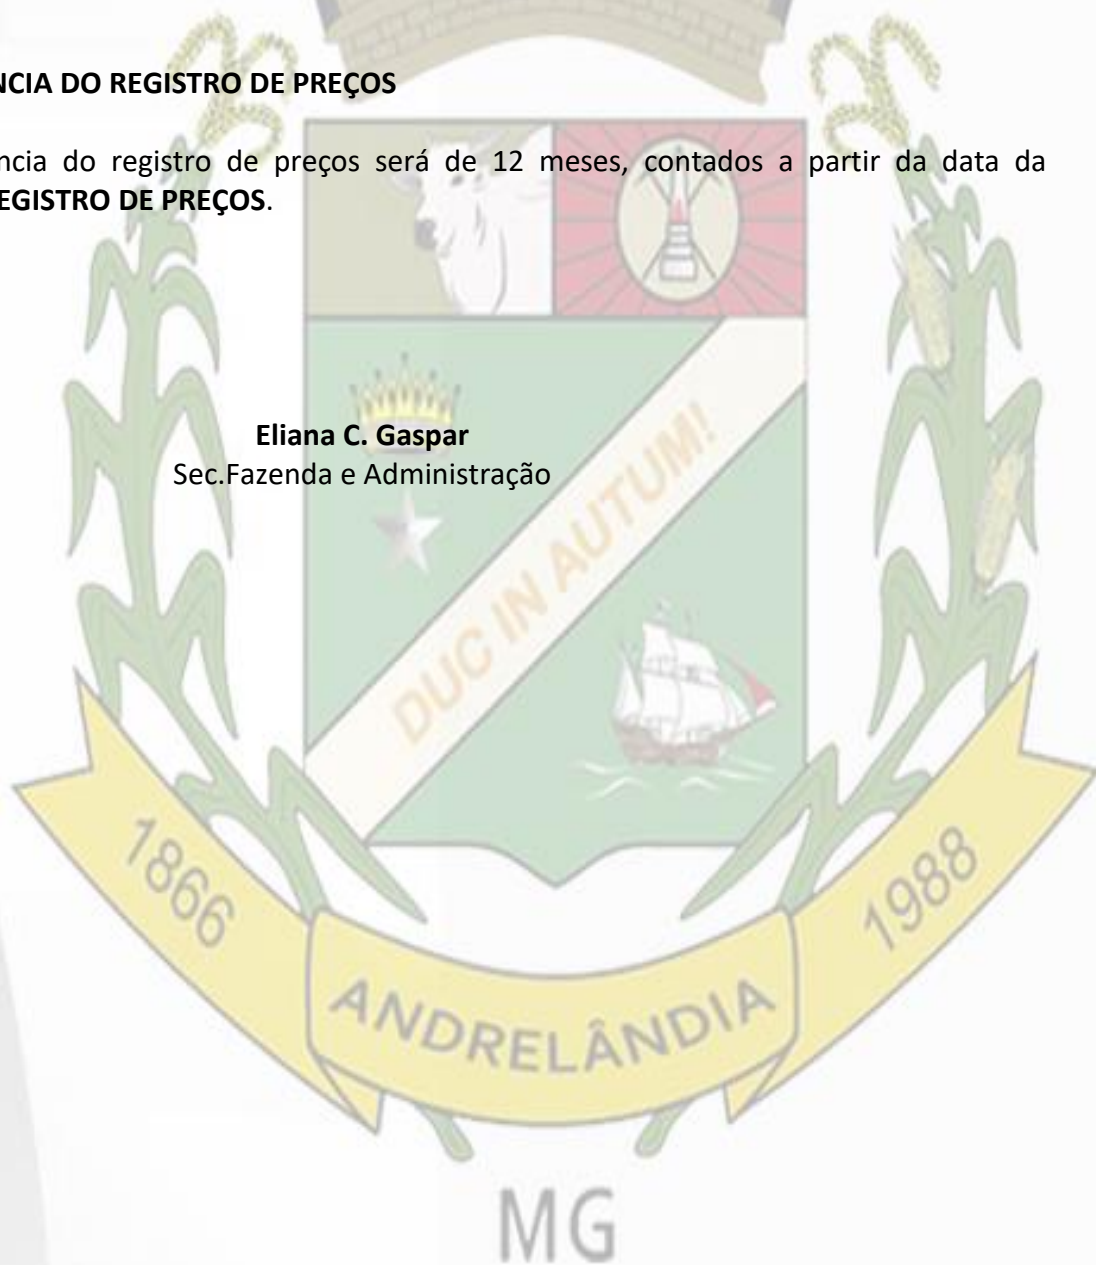 NCIA DO REGISTRO DE PREÇOS
ncia do registro de preços será de 12 meses, contados a partir da data da
EGISTRO DE PREÇOS.
Eliana C. Gaspar
Sec.Fazenda e Administração
DUC IN AUTUM!
1866
1988
ANDRELÂNDIA
MG